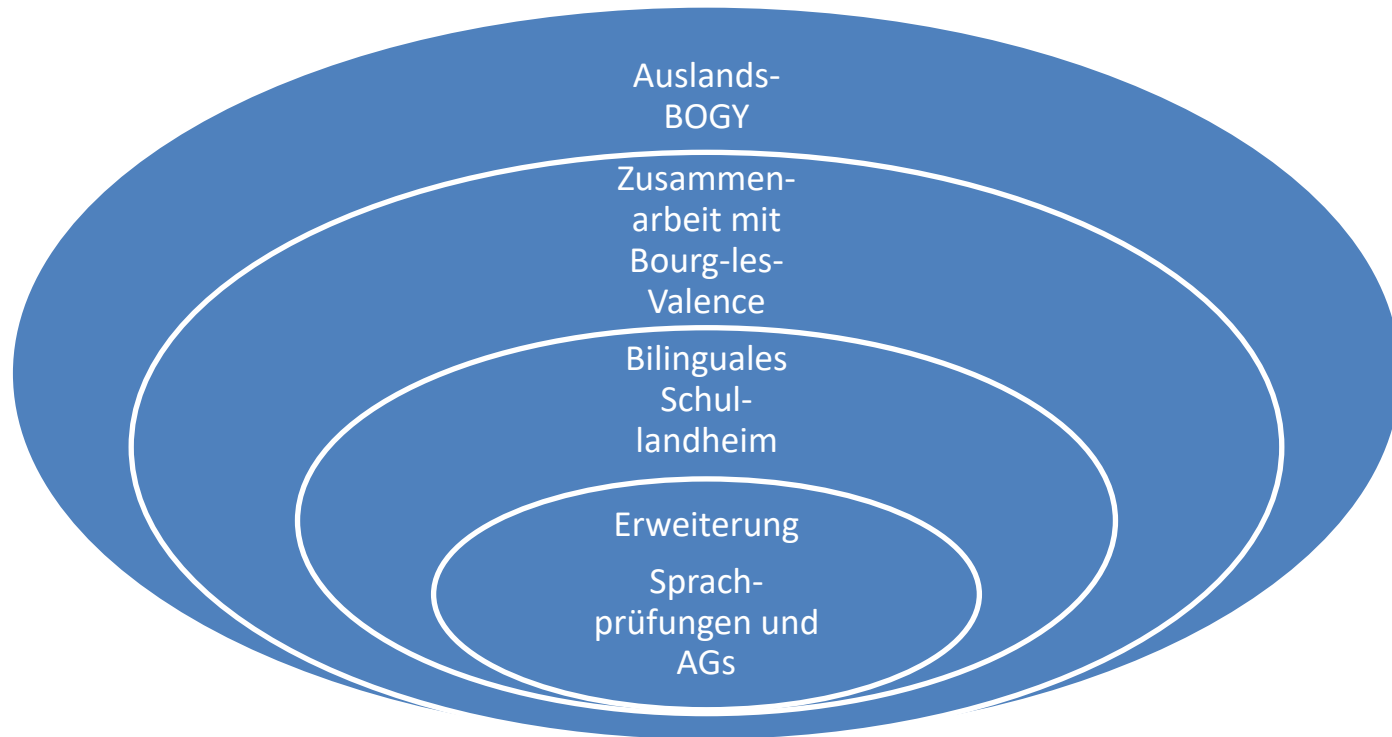 Auslands-
BOGY
Zusammen-
arbeit mit
Bourg-les-
Valence
Bilinguales
Schul-
landheim
Erweiterung
Sprach-
prüfungen und
AGs